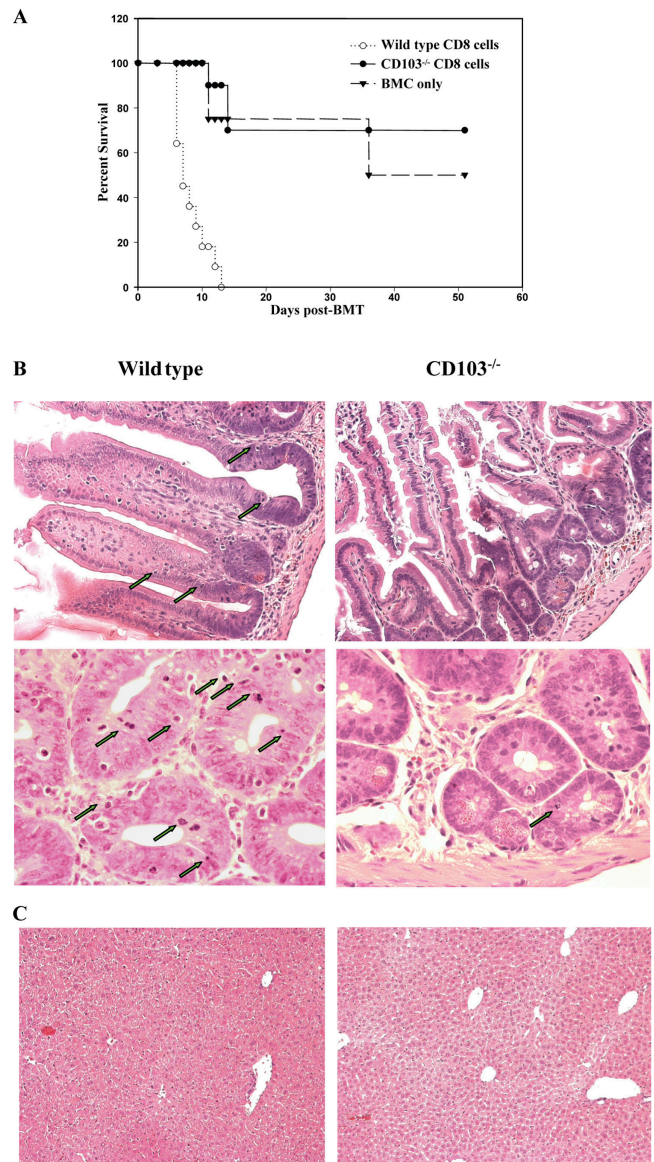 A
Percent Survival
120
100
80
60
40
20
0
0 10 20 30 40 50 60
Days post-BMT
Wild type CD8 cells
CD103-/- CD8 cells
BMC only
B
Wild type
CD103-/-
C